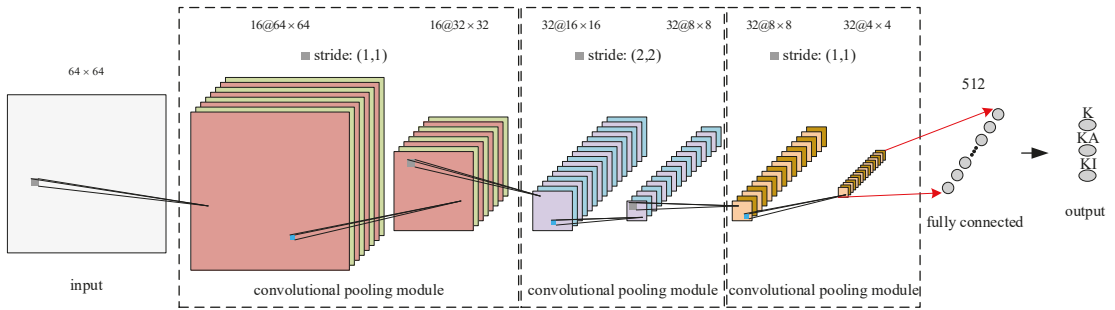 16@64×64
16@32×32
32@16×16
32@8×8
32@8×8
32@4×4
stride: (1,1)
stride: (2,2)
stride: (1,1)
64×64
512
K
KA
KI
fully connected
output
input
convolutional pooling module
convolutional pooling module
convolutional pooling module